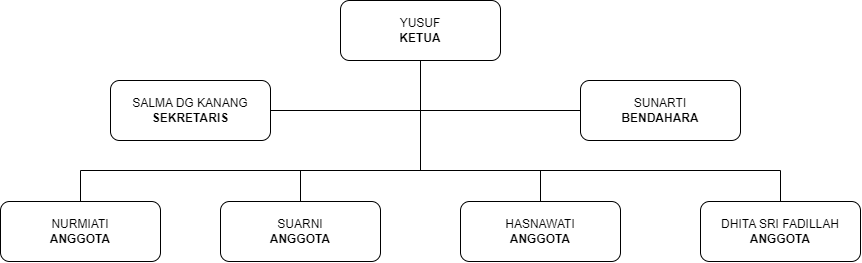 YUSUF
KETUA
SALMA DG KANANG
SEKRETARIS
SUNARTI
BENDAHARA
NURMIATI
ANGGOTA
SUARNI
ANGGOTA
HASNAWATI
ANGGOTA
DHITA SRI FADILLAH
ANGGOTA